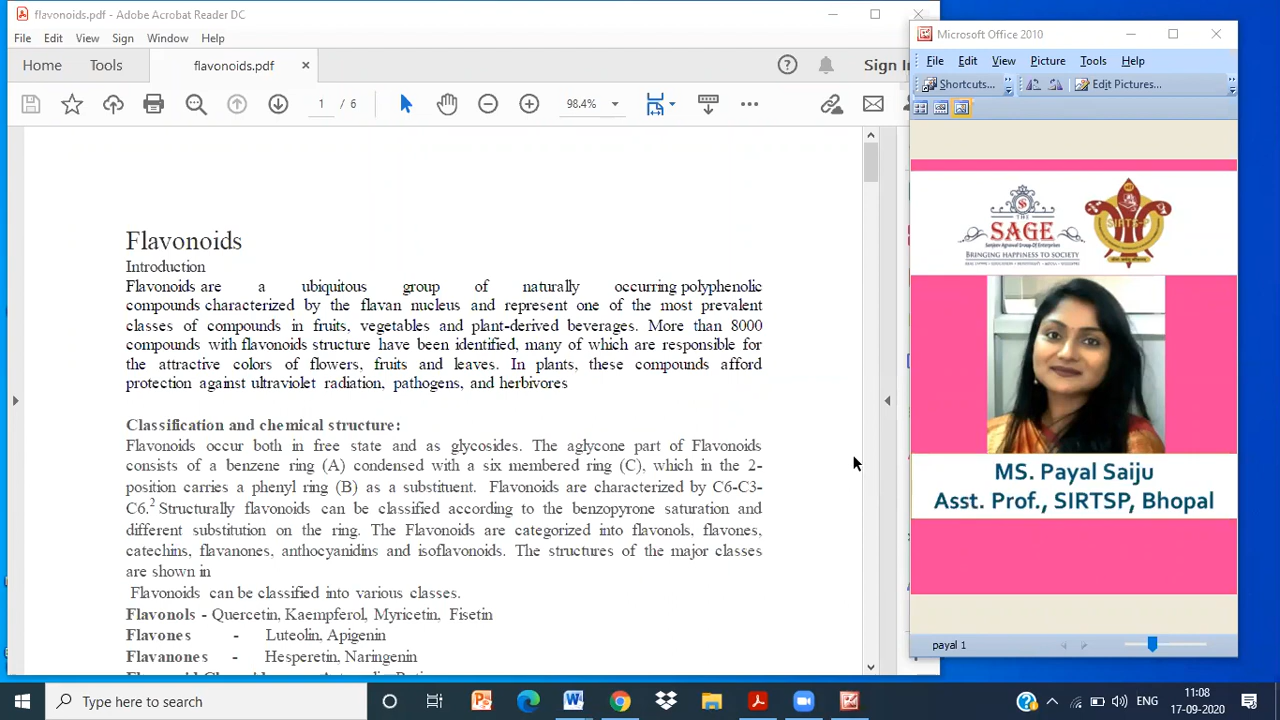 flavonoids.pdf - Adobe Acrobat Reader DC
File Edit View Sign Window Help
Home Tools flavonoids.pdf × Sign In
1 / 6 98.4%
Flavonoids
Introduction
Flavonoids are a ubiquitous group of naturally occurring polyphenolic
compounds characterized by the flavan nucleus and represent one of the most prevalent
classes of compounds in fruits, vegetables and plant-derived beverages. More than 8000
compounds with flavonoids structure have been identified, many of which are responsible for
the attractive colors of flowers, fruits and leaves. In plants, these compounds afford
protection against ultraviolet radiation, pathogens, and herbivores
Classification and chemical structure:
Flavonoids occur both in free state and as glycosides. The aglycone part of Flavonoids
consists of a benzene ring (A) condensed with a six membered ring (C), which in the 2-
position carries a phenyl ring (B) as a substituent. Flavonoids are characterized by C6-C3-
C6.2 Structurally flavonoids can be classified according to the benzopyrone saturation and
different substitution on the ring. The Flavonoids are categorized into flavonols, flavones,
catechins, flavanones, anthocyanidins and isoflavonoids. The structures of the major classes
are shown in
Flavonoids can be classified into various classes.
Flavonols - Quercetin, Kaempferol, Myricetin, Fisetin
Flavones - Luteolin, Apigenin
Flavanones - Hesperetin, Naringenin
Microsoft Office 2010
File Edit View Picture Tools Help
Shortcuts... Edit Pictures...
THE
SAGE
Sanjeev Agrawal Group Of Enterprises
BRINGING HAPPINESS TO SOCIETY
SIRTS-P
MS. Payal Saiju
Asst. Prof., SIRTSP, Bhopal
payal 1
Type here to search
ENG
11:08
17-09-2020